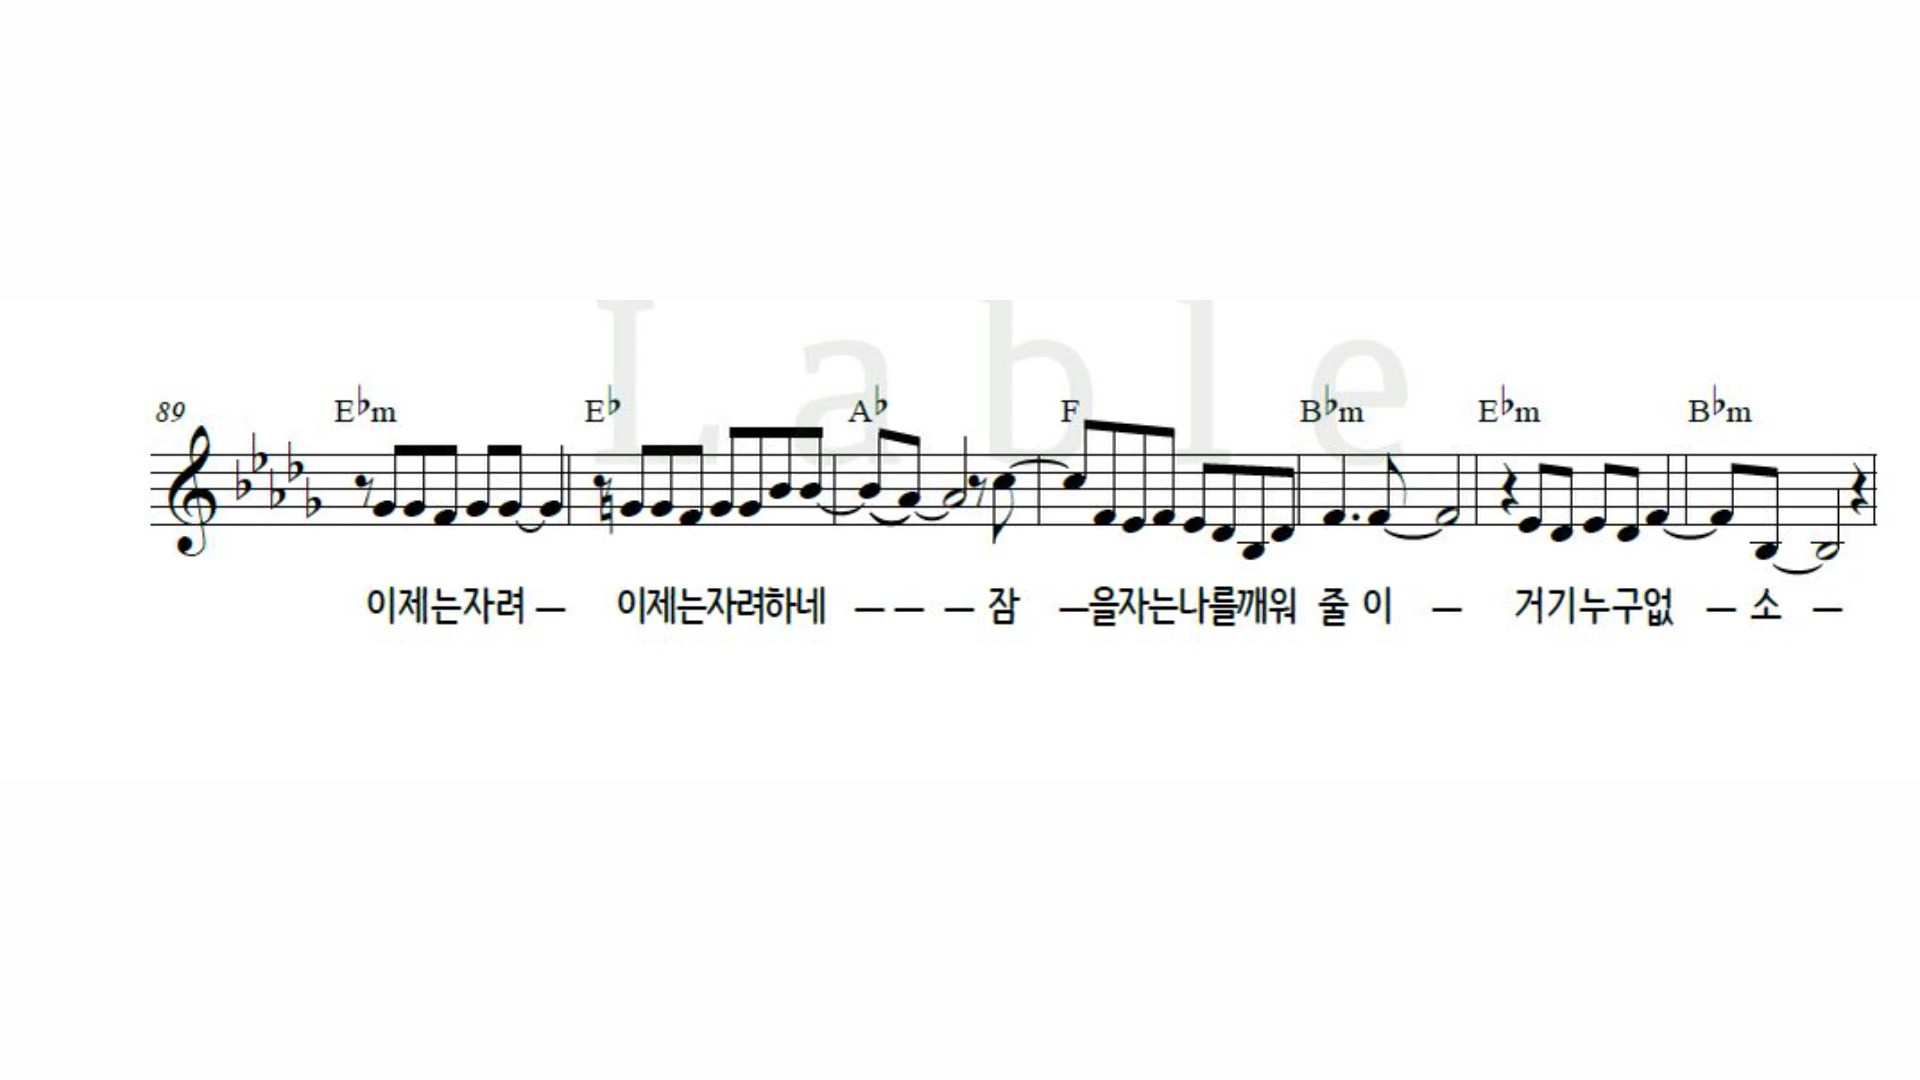 Lable
89 E♭m E♭ A♭ F B♭m E♭m B♭m
이제는자려 — 이제는자려하네 — — — 잠 —을자는나를깨워 줄 이 — 거기누구없 — 소 —